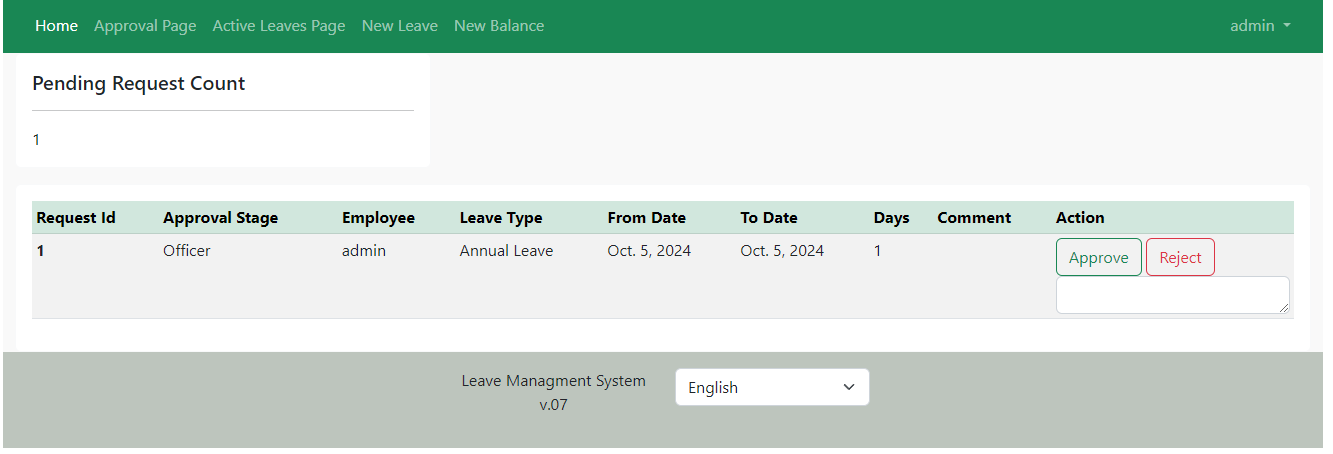 Home Approval Page Active Leaves Page New Leave New Balance admin
Pending Request Count
1
Request Id Approval Stage Employee Leave Type From Date To Date Days Comment Action
1 Officer admin Annual Leave Oct. 5, 2024 Oct. 5, 2024 1 Approve Reject
Leave Managment System English
v.07